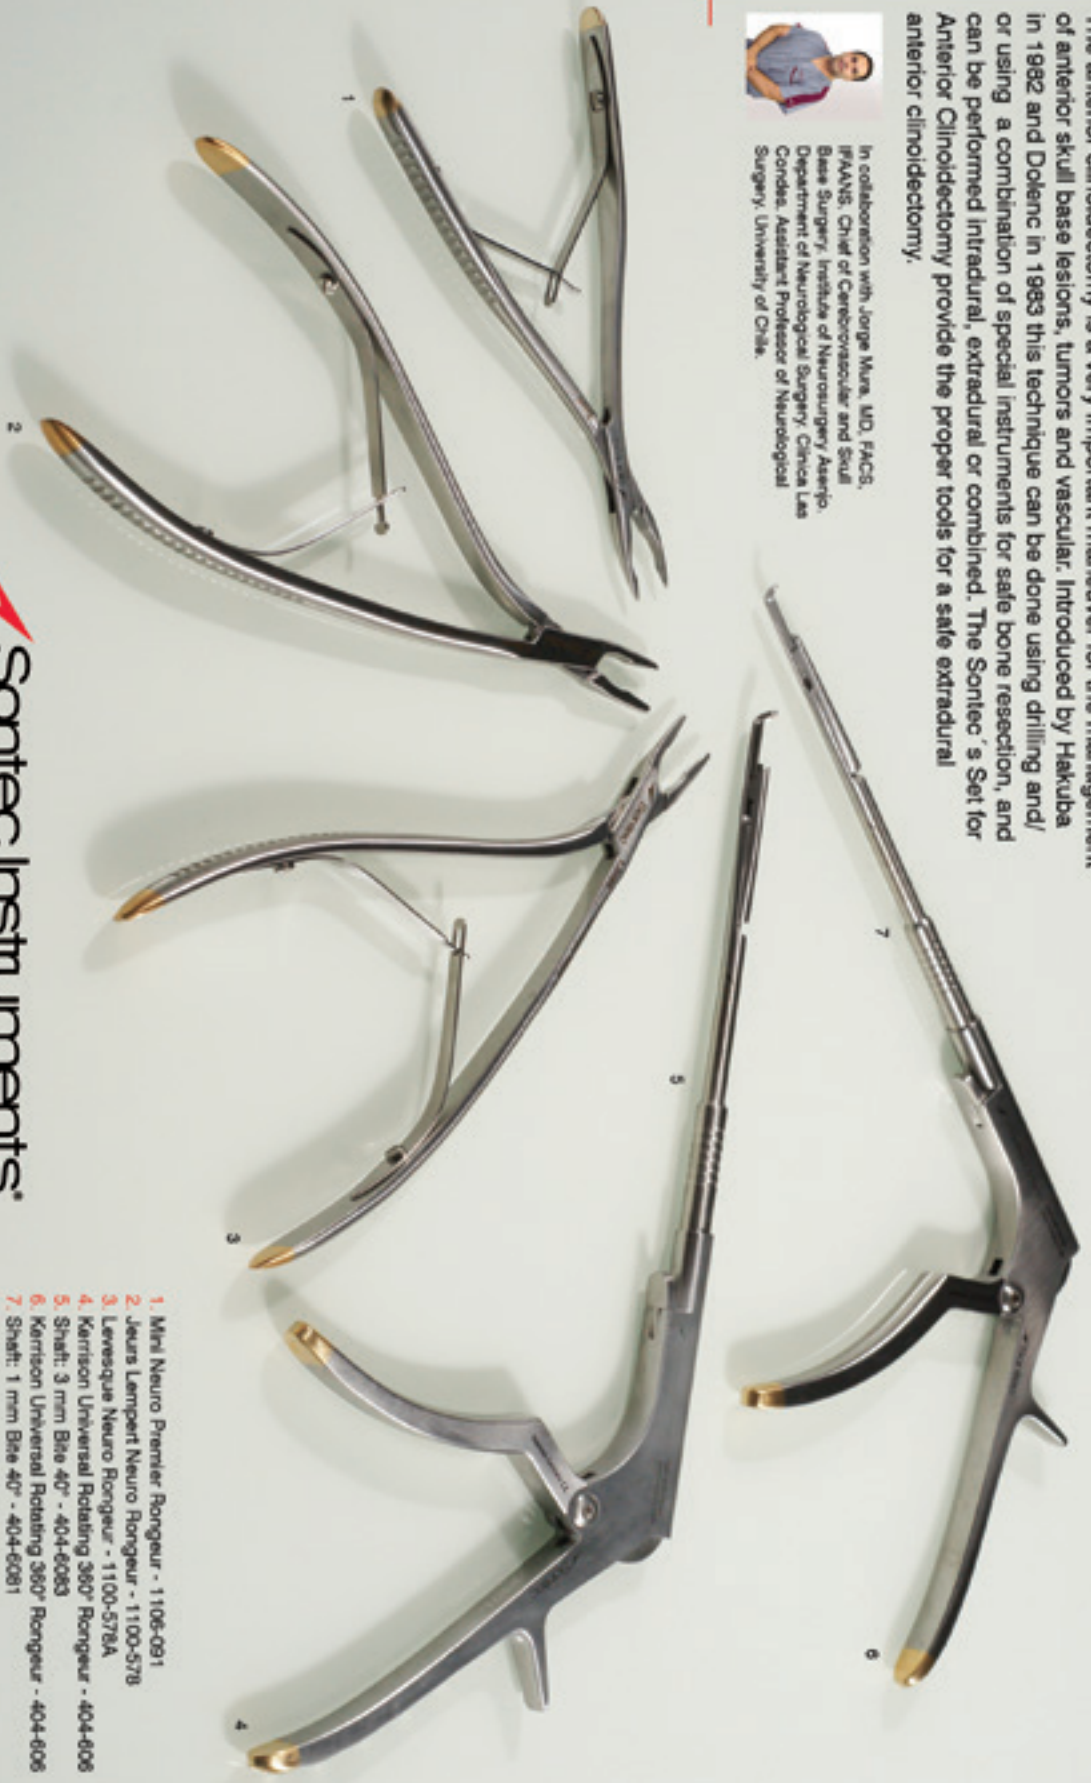 of anterior skull base lesions, tumors and vascular. Introduced by Hakuba
in 1982 and Dolenc in 1983 this technique can be done using drilling and/
or using a combination of special instruments for safe bone resection, and
can be performed intradural, extradural or combined. The Sontec´s Set for
Anterior Clinoidectomy provide the proper tools for a safe extradural
anterior clinoidectomy.
In collaboration with Jorge Mura, MD, FACS,
IFAANS, Chief of Cerebrovascular and Skull
Base Surgery. Institute of Neurosurgery Asenjo.
Department of Neurological Surgery. Clinica Las
Condes. Assistant Professor of Neurological
Surgery. University of Chile.
1
2
3
4
5
6
7
Sontec Instruments
1. Mini Neuro Premier Rongeur - 1106-091
2. Jeurs Lempert Neuro Rongeur - 1100-578
3. Levesque Neuro Rongeur - 1100-578A
4. Kerrison Universal Rotating 360° Rongeur - 404-606
5. Shaft: 3 mm Bite 40° - 404-6083
6. Kerrison Universal Rotating 360° Rongeur - 404-606
7. Shaft: 1 mm Bite 40° - 404-6081